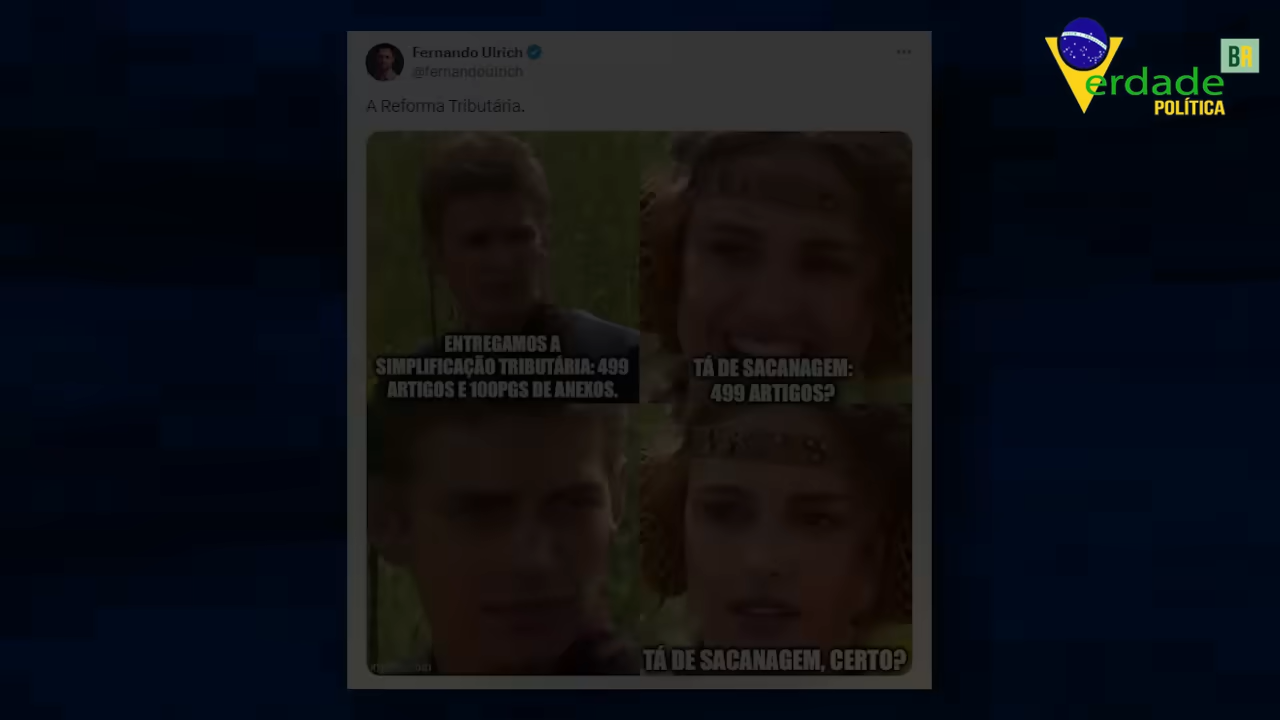 Fernando Ulrich
@fernandoulrich
A Reforma Tributária.
ENTREGAMOS A
SIMPLIFICAÇÃO TRIBUTÁRIA: 499
ARTIGOS E 100PGS DE ANEXOS.
TÁ DE SACANAGEM:
499 ARTIGOS?
TÁ DE SACANAGEM, CERTO?
Verdade
POLÍTICA
BR